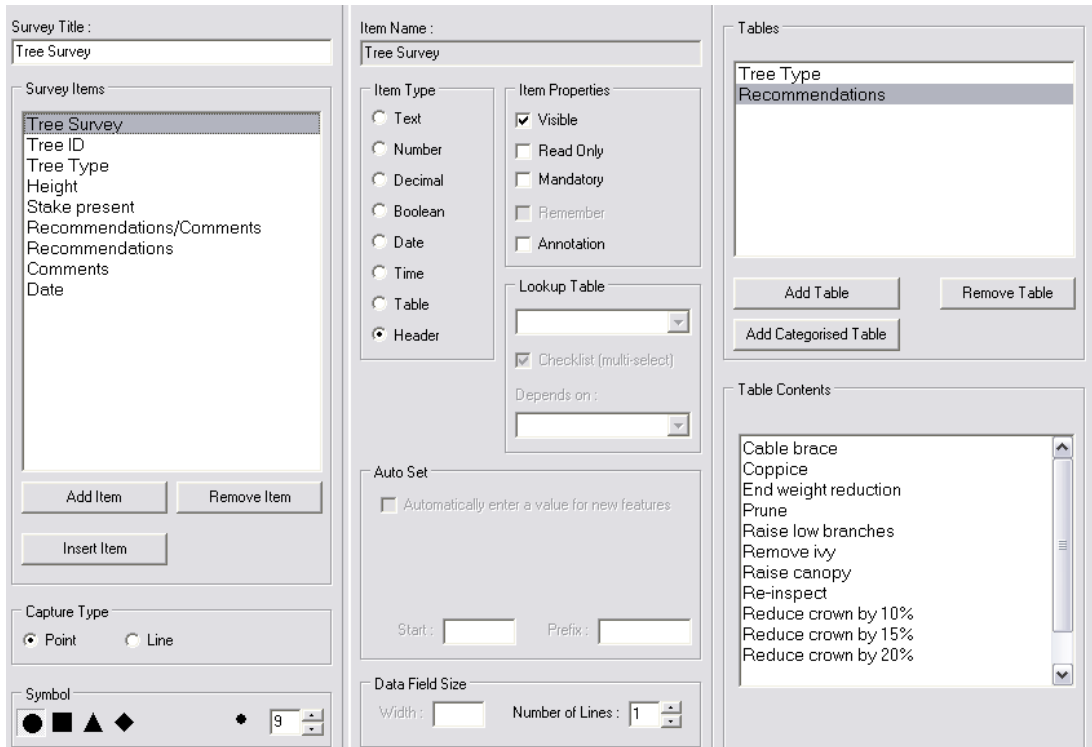 Survey Title :
Tree Survey
Survey Items
Tree Survey
Tree ID
Tree Type
Height
Stake present
Recommendations/Comments
Recommendations
Comments
Date
Add Item
Remove Item
Insert Item
Capture Type
Point
Line
Symbol
9
Item Name :
Tree Survey
Item Type
Text
Number
Decimal
Boolean
Date
Time
Table
Header
Item Properties
Visible
Read Only
Mandatory
Remember
Annotation
Lookup Table
Checklist (multi-select)
Depends on :
Auto Set
Automatically enter a value for new features
Start :
Prefix :
Data Field Size
Width :
Number of Lines : 1
Tables
Tree Type
Recommendations
Add Table
Remove Table
Add Categorised Table
Table Contents
Cable brace
Coppice
End weight reduction
Prune
Raise low branches
Remove ivy
Raise canopy
Re-inspect
Reduce crown by 10%
Reduce crown by 15%
Reduce crown by 20%